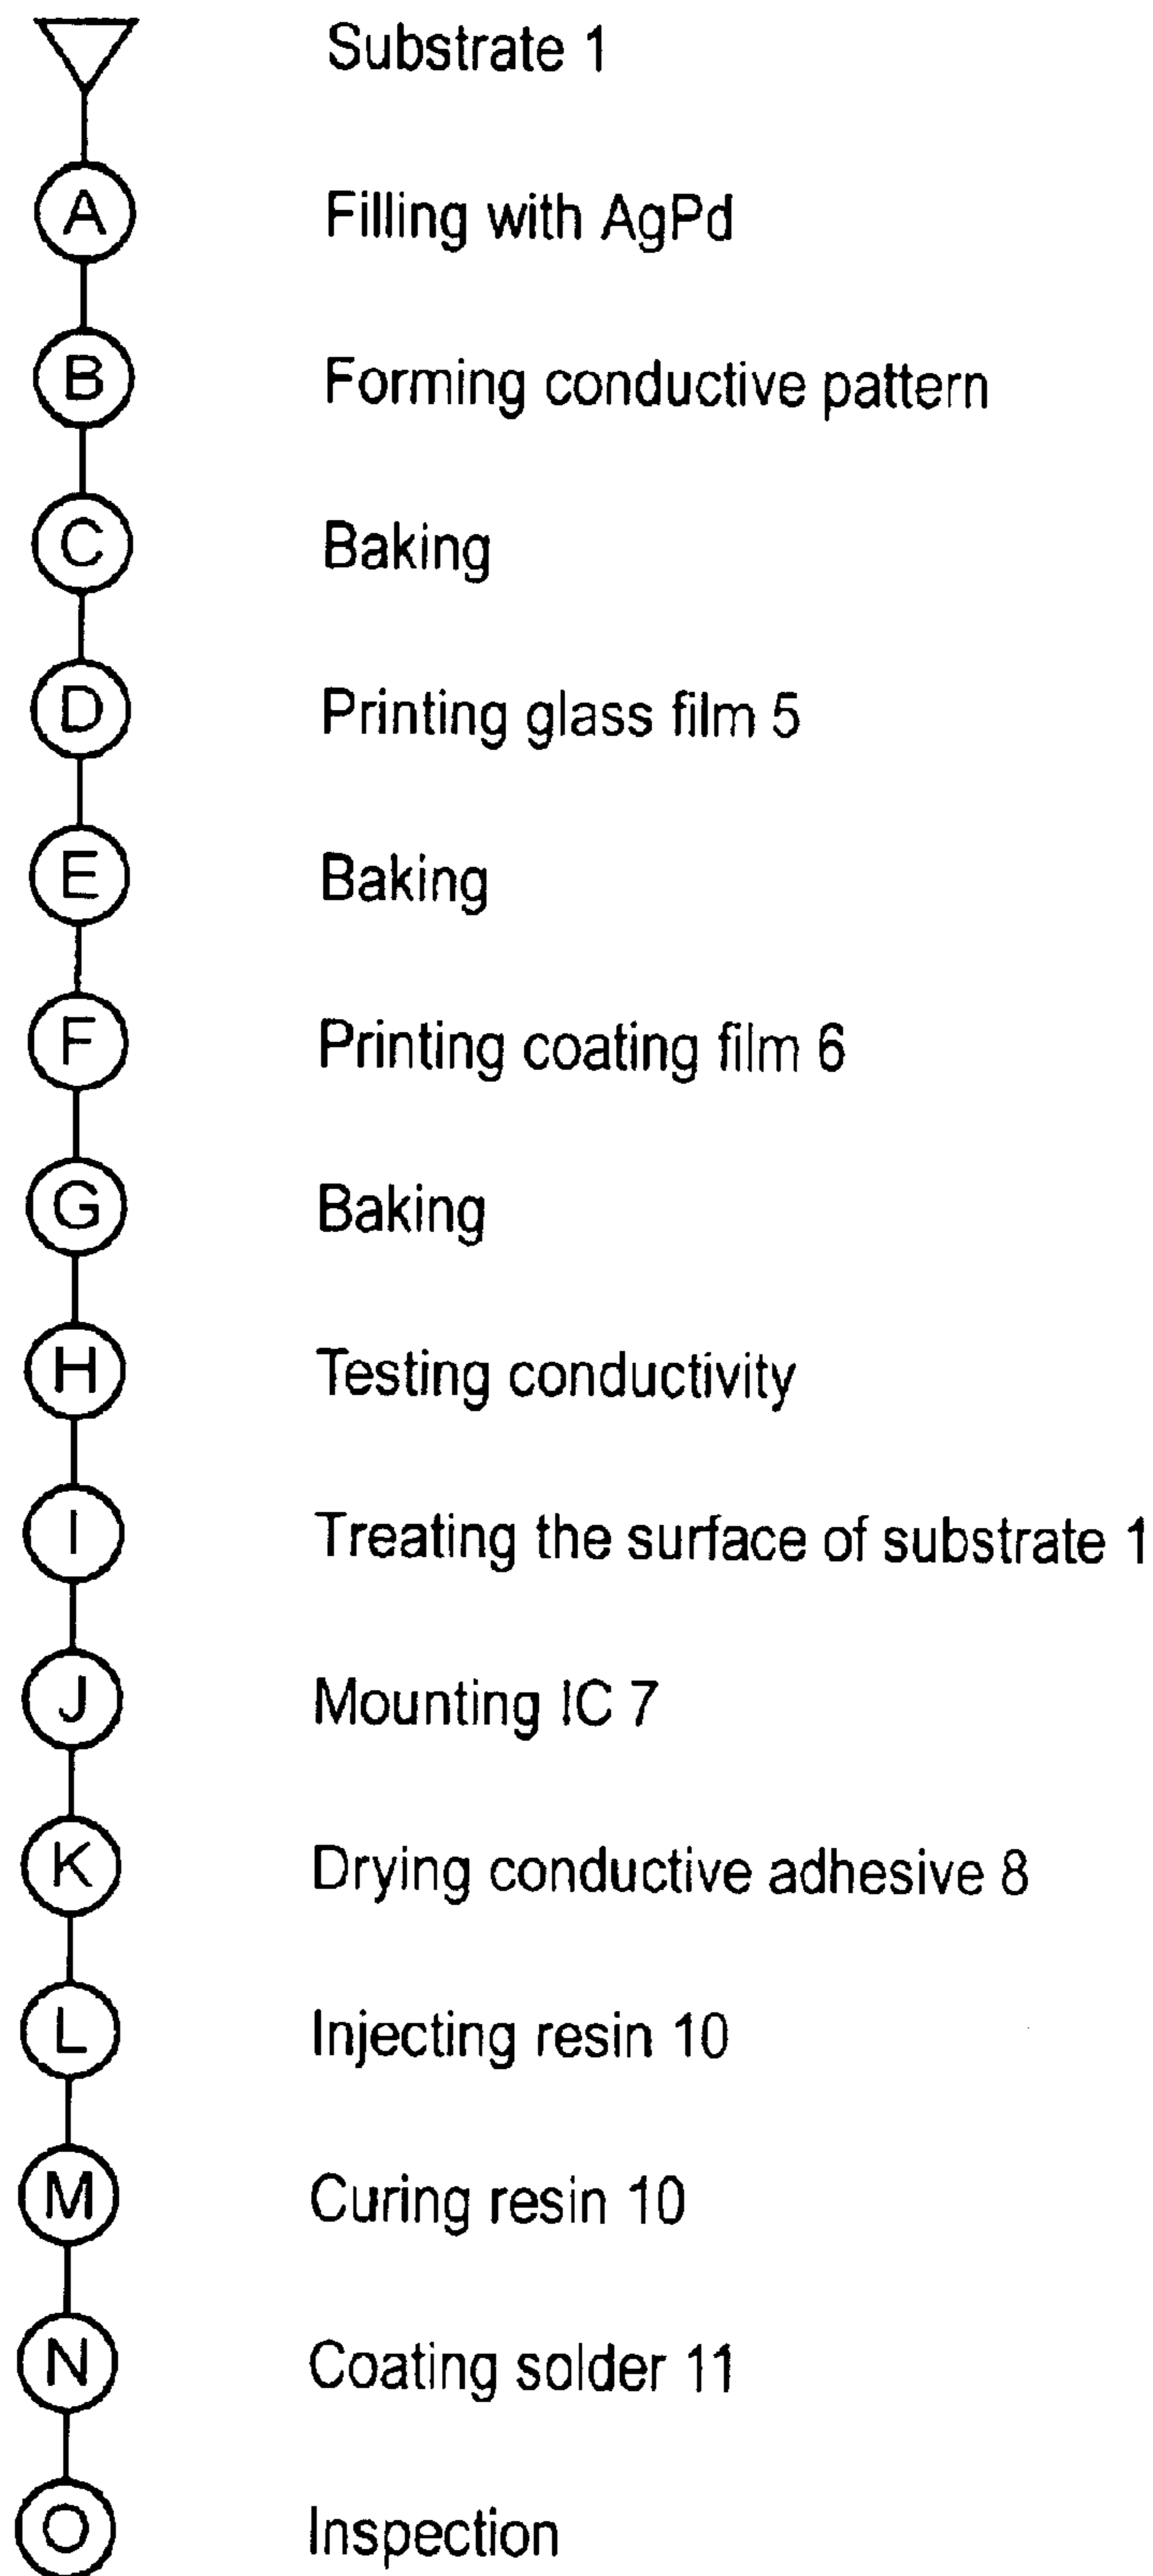 Substrate 1
A Filling with AgPd
B Forming conductive pattern
C Baking
D Printing glass film 5
E Baking
F Printing coating film 6
G Baking
H Testing conductivity
I Treating the surface of substrate 1
J Mounting IC 7
K Drying conductive adhesive 8
L Injecting resin 10
M Curing resin 10
N Coating solder 11
O Inspection